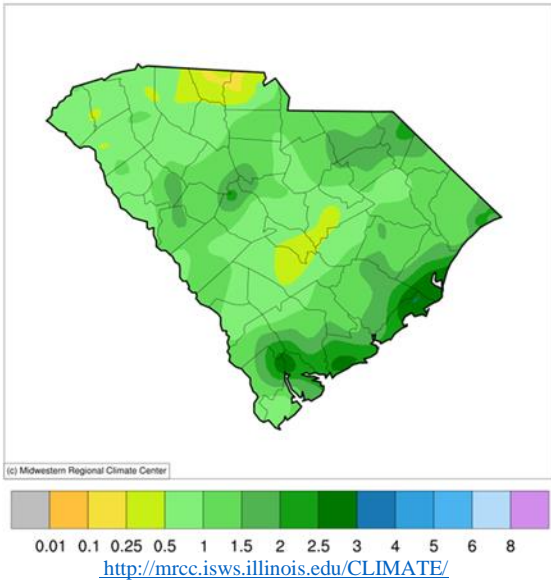 (c) Midwestern Regional Climate Center
0.01 0.1 0.25 0.5 1 1.5 2 2.5 3 4 5 6 8
http://mrcc.isws.illinois.edu/CLIMATE/